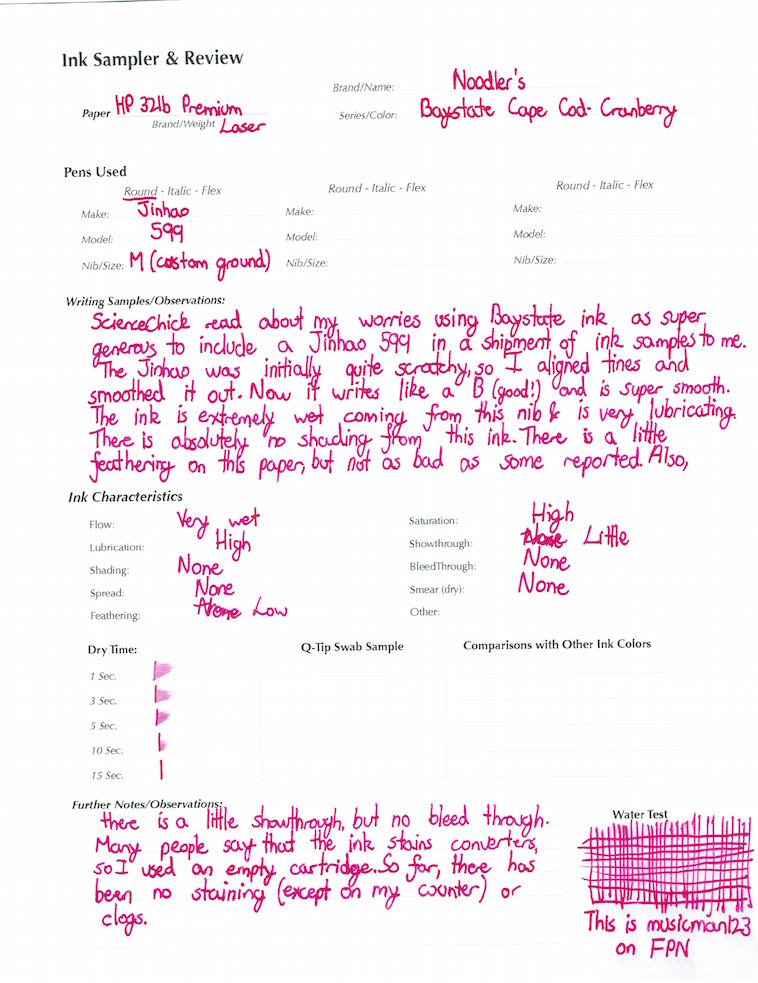 Ink Sampler & Review
Brand/Name: Noodler's
Paper HP 32lb Premium
Brand/Weight Laser
Series/Color: Baystate Cape Cod- Cranberry
Pens Used
Round - Italic - Flex
Round - Italic - Flex
Round - Italic - Flex
Make: Jinhao
Make:
Make:
Model: 599
Model:
Model:
Nib/Size: M (custom ground)
Nib/Size:
Nib/Size:
Writing Samples/Observations:
ScienceChick read about my worries using Baystate ink as super
generous to include a Jinhao 599 in a shipment of ink samples to me.
The Jinhao was initially quite scratchy, so I aligned tines and
smoothed it out. Now it writes like a B (good!) and is super smooth.
The ink is extremely wet coming from this nib & is very lubricating.
There is absolutely no shading from this ink. There is a little
feathering on this paper, but not as bad as some reported. Also,
Ink Characteristics
Flow: Very wet
Saturation: High
Lubrication: High
Showthrough: None Little
Shading: None
BleedThrough: None
Spread: None
Smear (dry): None
Feathering: None Low
Other:
Dry Time:
Q-Tip Swab Sample
Comparisons with Other Ink Colors
1 Sec.
3 Sec.
5 Sec.
10 Sec.
15 Sec.
Further Notes/Observations:
there is a little showthrough, but no bleed through.
Many people say that the ink stains converters,
so I used an empty cartridge. So far, there has
been no staining (except on my counter) or
clogs.
Water Test
This is musicman123
on FPN